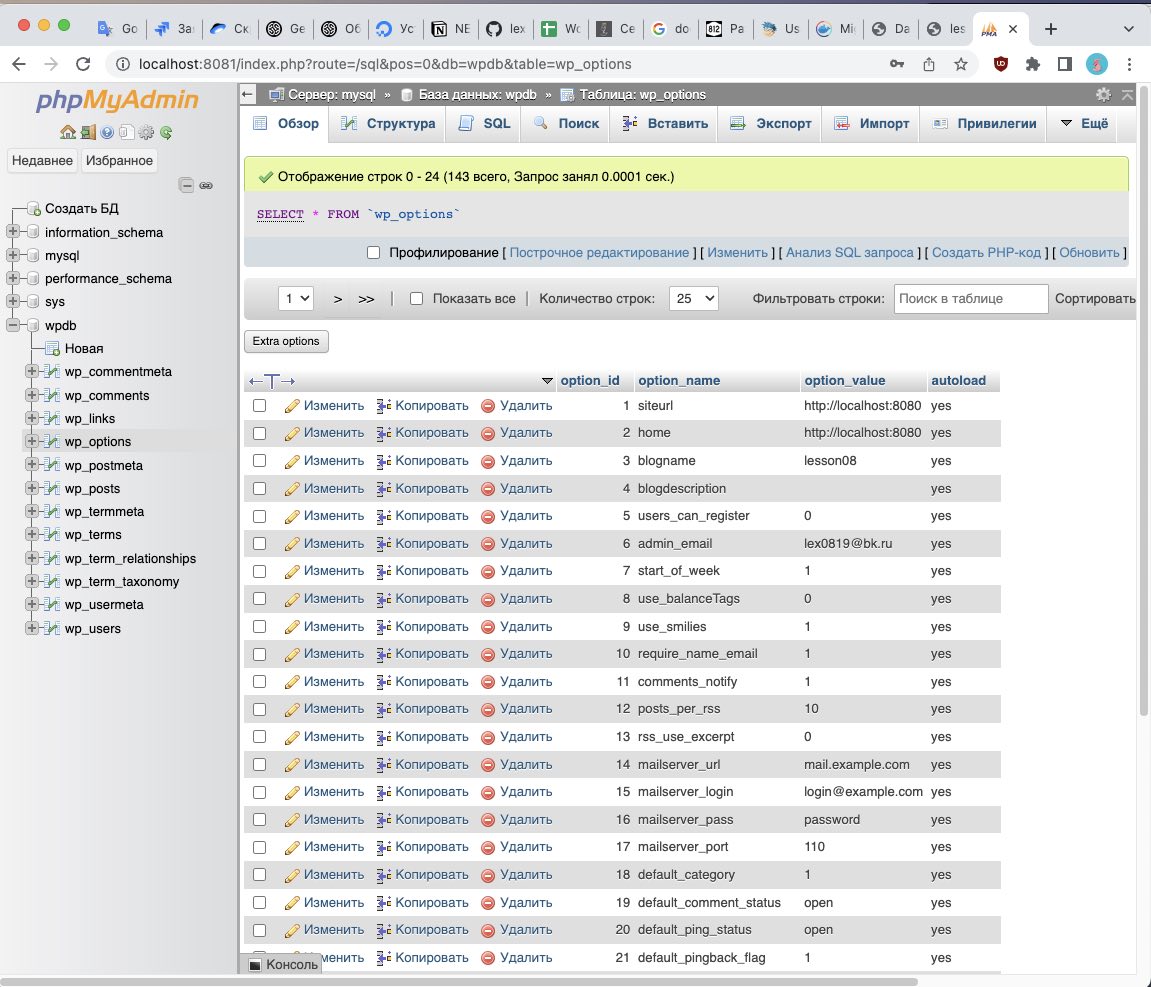 Go
За
Ск
Ge
Об
Ус
NE
lex
Wc
Се
do
Pa
Us
Mi
Da
les
localhost:8081/index.php?route=/sql&pos=0&db=wpdb&table=wp_options
phpMyAdmin
Недавнее Избранное
Создать БД
information_schema
mysql
performance_schema
sys
wpdb
Новая
wp_commentmeta
wp_comments
wp_links
wp_options
wp_postmeta
wp_posts
wp_termmeta
wp_terms
wp_term_relationships
wp_term_taxonomy
wp_usermeta
wp_users
Сервер: mysql » База данных: wpdb » Таблица: wp_options
Обзор Структура SQL Поиск Вставить Экспорт Импорт Привилегии Ещё
Отображение строк 0 - 24 (143 всего, Запрос занял 0.0001 сек.)
SELECT * FROM `wp_options`
Профилирование [ Построчное редактирование ] [ Изменить ] [ Анализ SQL запроса ] [ Создать PHP-код ] [ Обновить ]
1 > >> | Показать все | Количество строк: 25 Фильтровать строки: Поиск в таблице Сортировать
Extra options
←T→ option_id option_name option_value autoload
Изменить Копировать Удалить 1 siteurl http://localhost:8080 yes
Изменить Копировать Удалить 2 home http://localhost:8080 yes
Изменить Копировать Удалить 3 blogname lesson08 yes
Изменить Копировать Удалить 4 blogdescription yes
Изменить Копировать Удалить 5 users_can_register 0 yes
Изменить Копировать Удалить 6 admin_email lex0819@bk.ru yes
Изменить Копировать Удалить 7 start_of_week 1 yes
Изменить Копировать Удалить 8 use_balanceTags 0 yes
Изменить Копировать Удалить 9 use_smilies 1 yes
Изменить Копировать Удалить 10 require_name_email 1 yes
Изменить Копировать Удалить 11 comments_notify 1 yes
Изменить Копировать Удалить 12 posts_per_rss 10 yes
Изменить Копировать Удалить 13 rss_use_excerpt 0 yes
Изменить Копировать Удалить 14 mailserver_url mail.example.com yes
Изменить Копировать Удалить 15 mailserver_login login@example.com yes
Изменить Копировать Удалить 16 mailserver_pass password yes
Изменить Копировать Удалить 17 mailserver_port 110 yes
Изменить Копировать Удалить 18 default_category 1 yes
Изменить Копировать Удалить 19 default_comment_status open yes
Изменить Копировать Удалить 20 default_ping_status open yes
менить Копировать Удалить 21 default_pingback_flag 1 yes
Консоль